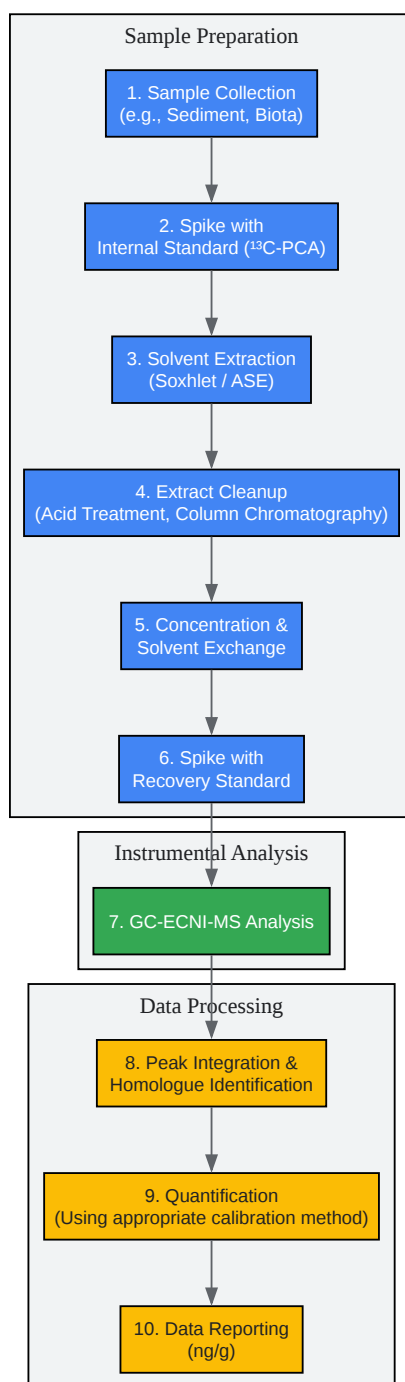 Sample Preparation
1. Sample Collection
(e.g., Sediment, Biota)
2. Spike with
Internal Standard (¹³C-PCA)
3. Solvent Extraction
(Soxhlet / ASE)
4. Extract Cleanup
(Acid Treatment, Column Chromatography)
5. Concentration &
Solvent Exchange
6. Spike with
Recovery Standard
Instrumental Analysis
7. GC-ECNI-MS Analysis
Data Processing
8. Peak Integration &
Homologue Identification
9. Quantification
(Using appropriate calibration method)
10. Data Reporting
(ng/g)